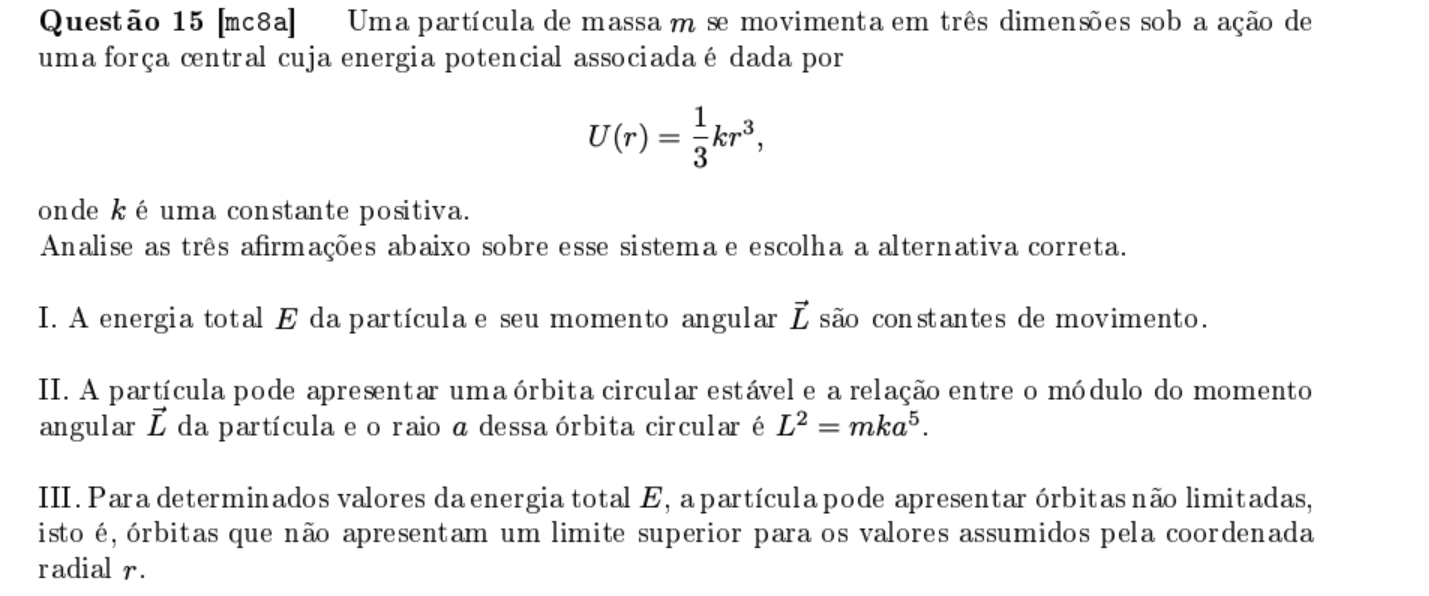 Questão 15 [mc8a] Uma partícula de massa m se movimenta em três dimensões sob a ação de
uma força central cuja energia potencial associada é dada por
U(r) = \frac{1}{3}kr^3,
onde k é uma constante positiva.
Analise as três afirmações abaixo sobre esse sistema e escolha a alternativa correta.
I. A energia total E da partícula e seu momento angular \vec{L} são constantes de movimento.
II. A partícula pode apresentar uma órbita circular estável e a relação entre o módulo do momento
angular \vec{L} da partícula e o raio a dessa órbita circular é L^2 = mka^5.
III. Para determinados valores da energia total E, a partícula pode apresentar órbitas não limitadas,
isto é, órbitas que não apresentam um limite superior para os valores assumidos pela coordenada
radial r.